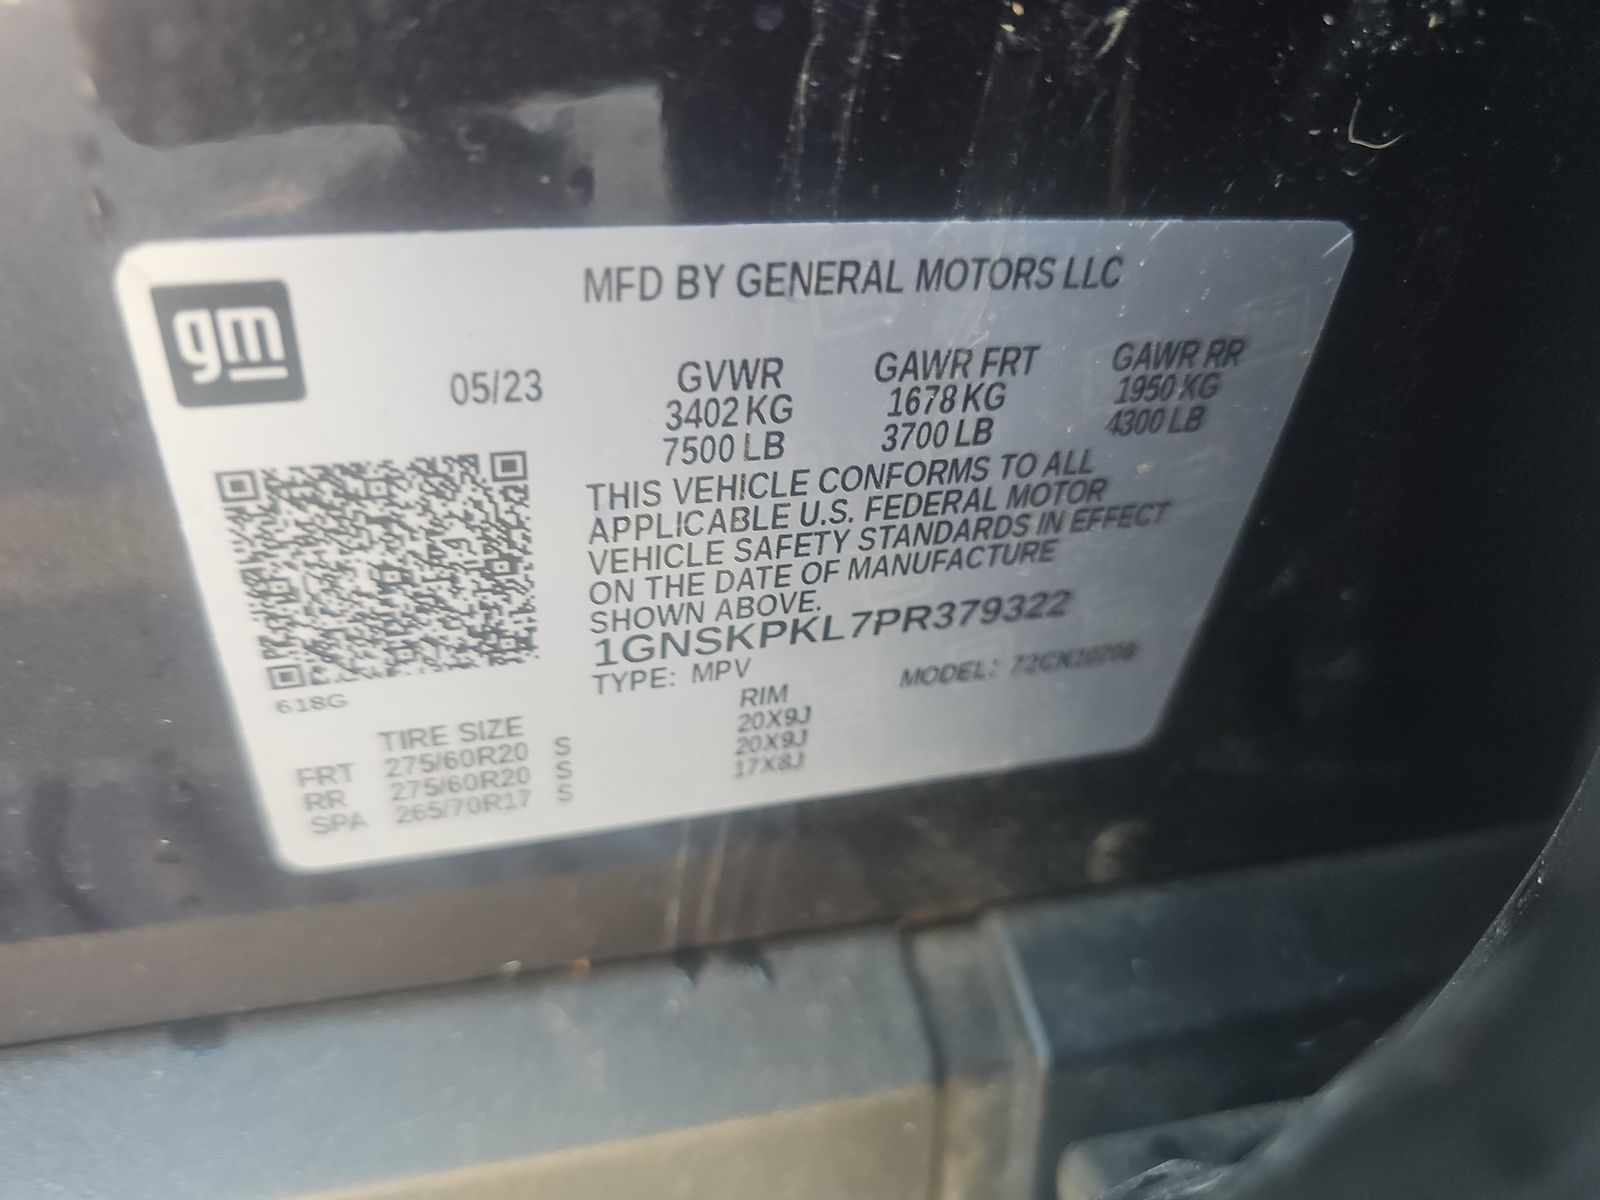 gm
MFD BY GENERAL MOTORS LLC
05/23
GVWR
3402 KG
7500 LB
GAWR FRT
1678 KG
3700 LB
GAWR RR
1950 KG
4300 LB
THIS VEHICLE CONFORMS TO ALL
APPLICABLE U.S. FEDERAL MOTOR
VEHICLE SAFETY STANDARDS IN EFFECT
ON THE DATE OF MANUFACTURE
SHOWN ABOVE.
1GNSKPKL7PR379322
TYPE: MPV MODEL:
618G
TIRE SIZE RIM
FRT 275/60R20 S 20X9J
RR 275/60R20 S 20X9J
SPA 265/70R17 S 17X8J